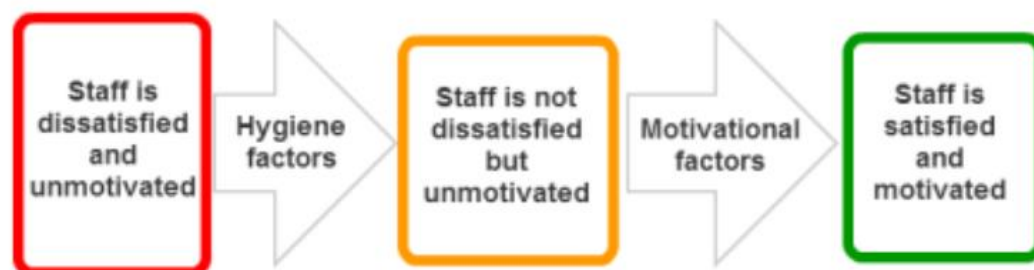 Staff is
dissatisfied
and
unmotivated
Hygiene
factors
Staff is not
dissatisfied
but
unmotivated
Motivational
factors
Staff is
satisfied
and
motivated